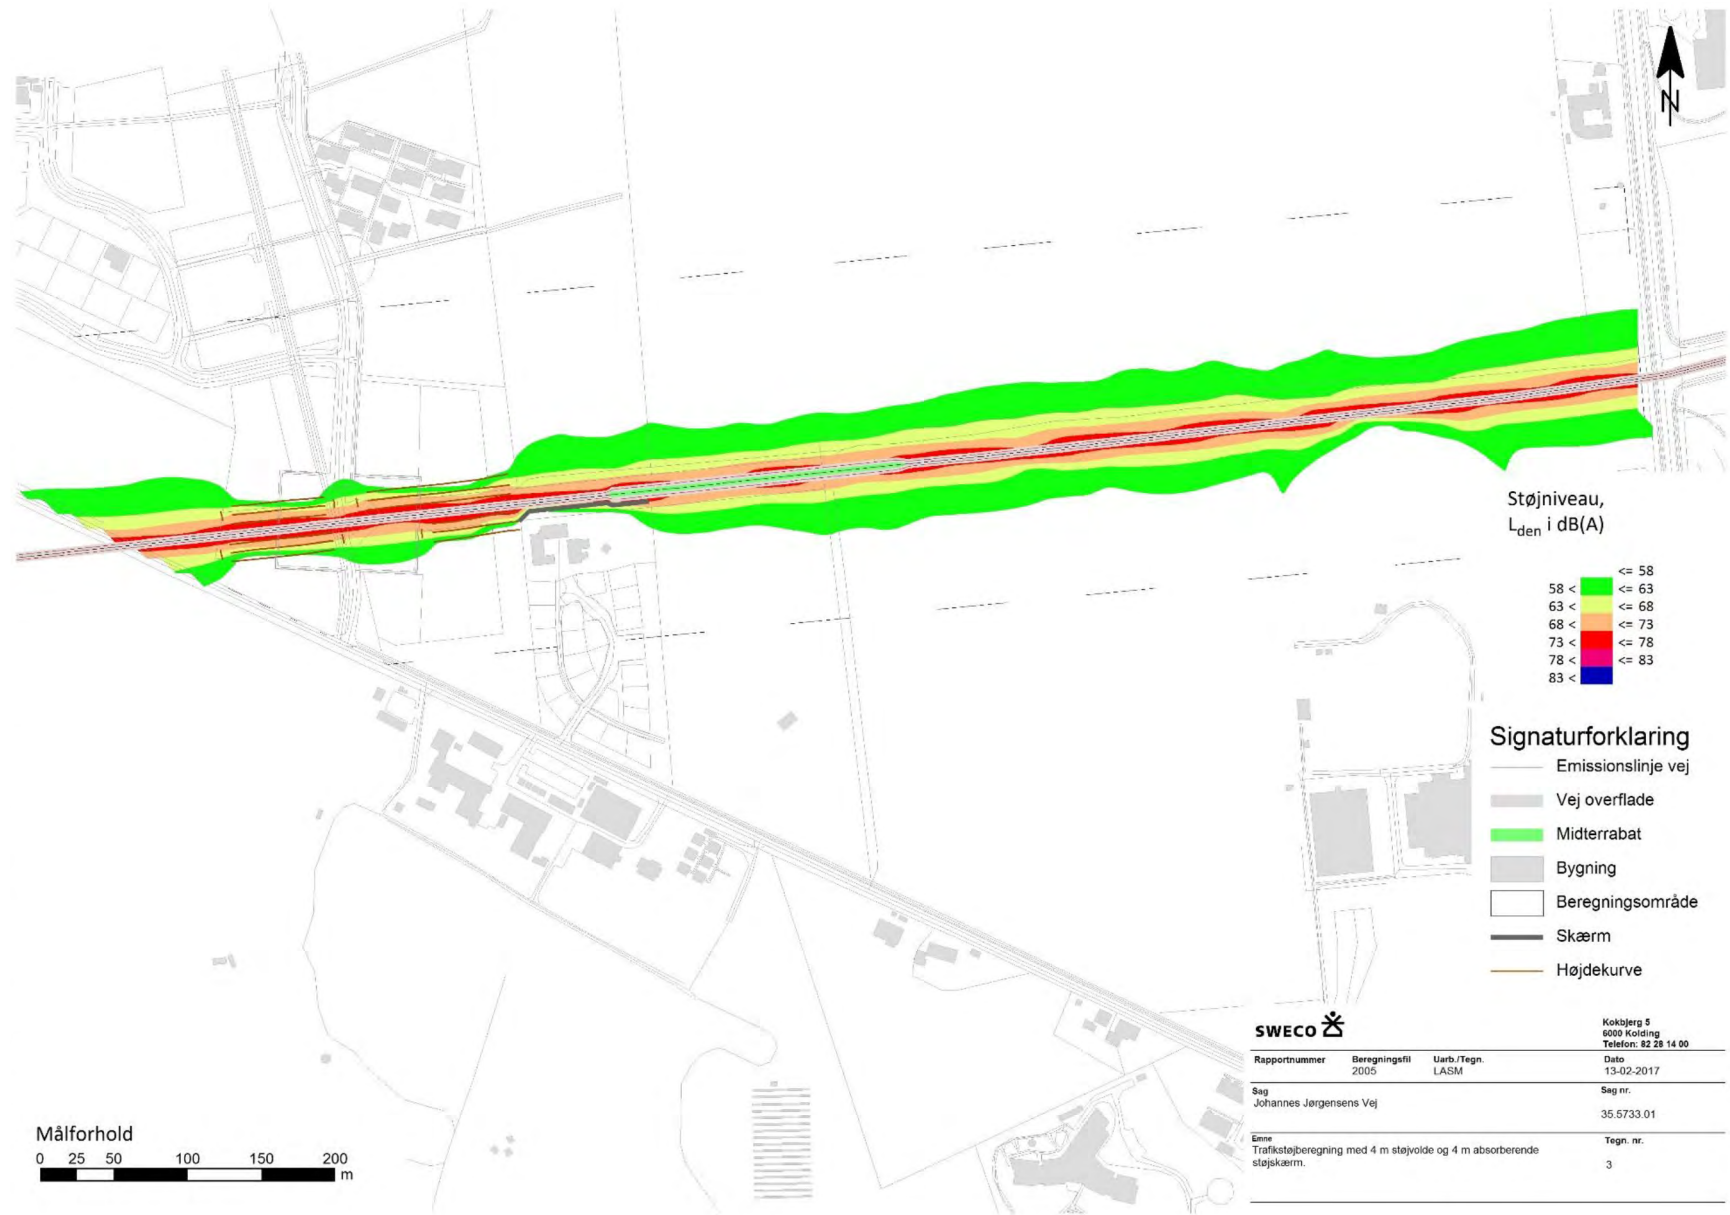 N
Støjniveau,
Lden i dB(A)
<= 58
58 < <= 63
63 < <= 68
68 < <= 73
73 < <= 78
78 < <= 83
83 <
Signaturforklaring
Emissionslinje vej
Vej overflade
Midterrabat
Bygning
Beregningsområde
Skærm
Højdekurve
Målforhold
0 25 50 100 150 200
m
SWECO
Kokbjerg 5
6000 Kolding
Telefon: 82 28 14 00
Rapportnummer Beregningsfil Uarb./Tegn. Dato
2005 LASM 13-02-2017
Sag Sag nr.
Johannes Jørgensens Vej
35.5733.01
Emne Tegn. nr.
Trafikstøjberegning med 4 m støjvolde og 4 m absorberende
støjskærm.
3